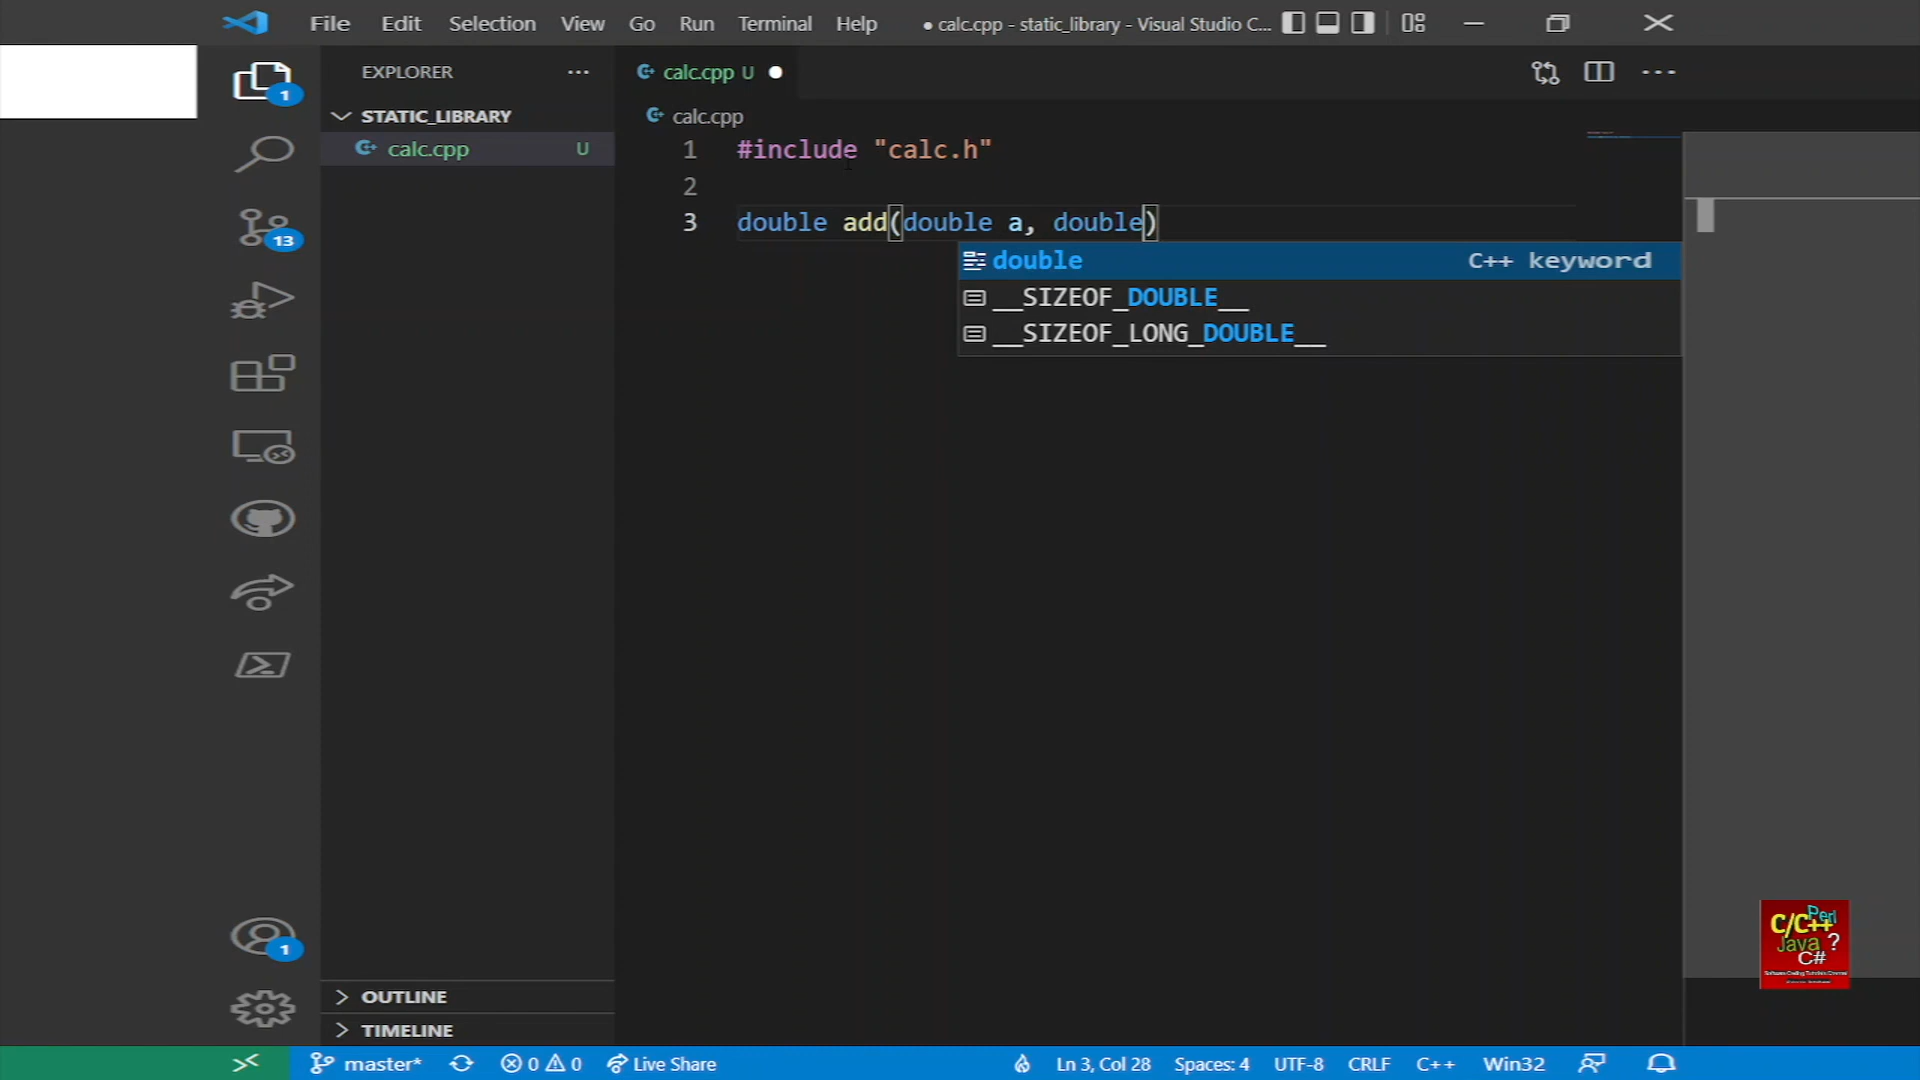 File Edit Selection View Go Run Terminal Help
● calc.cpp - static_library - Visual Studio C...
1
EXPLORER
calc.cpp U
STATIC_LIBRARY
calc.cpp U
calc.cpp
1 #include "calc.h"
2
3 double add(double a, double)
double C++ keyword
__SIZEOF_DOUBLE__
__SIZEOF_LONG_DOUBLE__
13
C/C++ Perl
Java ?
C#
1
OUTLINE
TIMELINE
master* 0 0 Live Share Ln 3, Col 28 Spaces: 4 UTF-8 CRLF C++ Win32